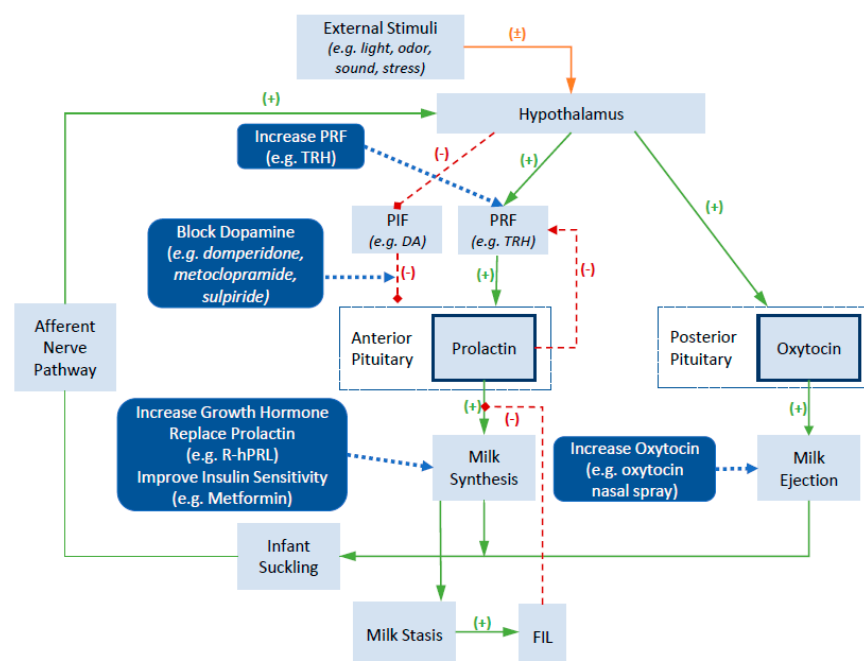 External Stimuli
(e.g. light, odor,
sound, stress)
(±)
(+)
Hypothalamus
Increase PRF
(e.g. TRH)
(-)
(+)
(+)
Block Dopamine
(e.g. domperidone,
metoclopramide,
sulpiride)
PIF
(e.g. DA)
PRF
(e.g. TRH)
(-)
(+)
(-)
Afferent
Nerve
Pathway
Anterior
Pituitary
Prolactin
Posterior
Pituitary
Oxytocin
(+)
(-)
(+)
Increase Growth Hormone
Replace Prolactin
(e.g. R-hPRL)
Improve Insulin Sensitivity
(e.g. Metformin)
Milk
Synthesis
Increase Oxytocin
(e.g. oxytocin
nasal spray)
Milk
Ejection
Infant
Suckling
Milk Stasis
(+)
FIL